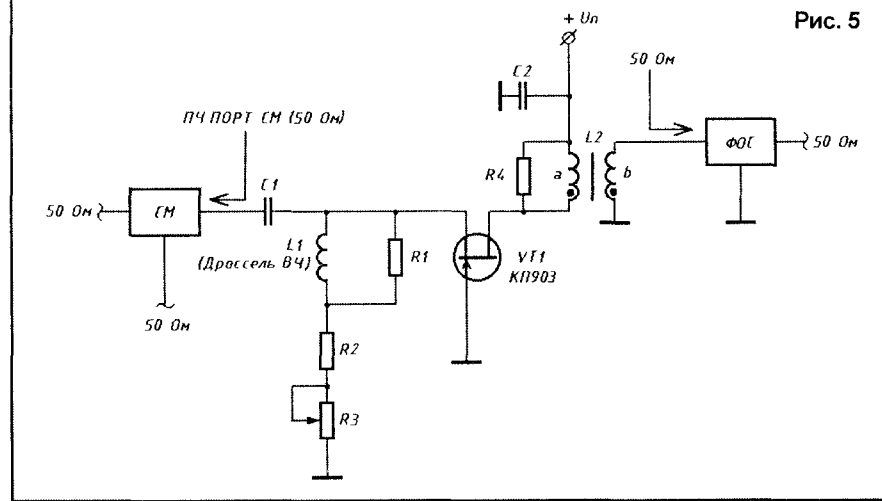 Рис. 5
+ Uп
50 Ом
C2
ПЧ ПОРТ СМ (50 Ом)
L2
ФОС
50 Ом
R4
a
b
C1
50 Ом
СМ
L1
(Дроссель ВЧ)
R1
VT1
КП903
50 Ом
R2
R3